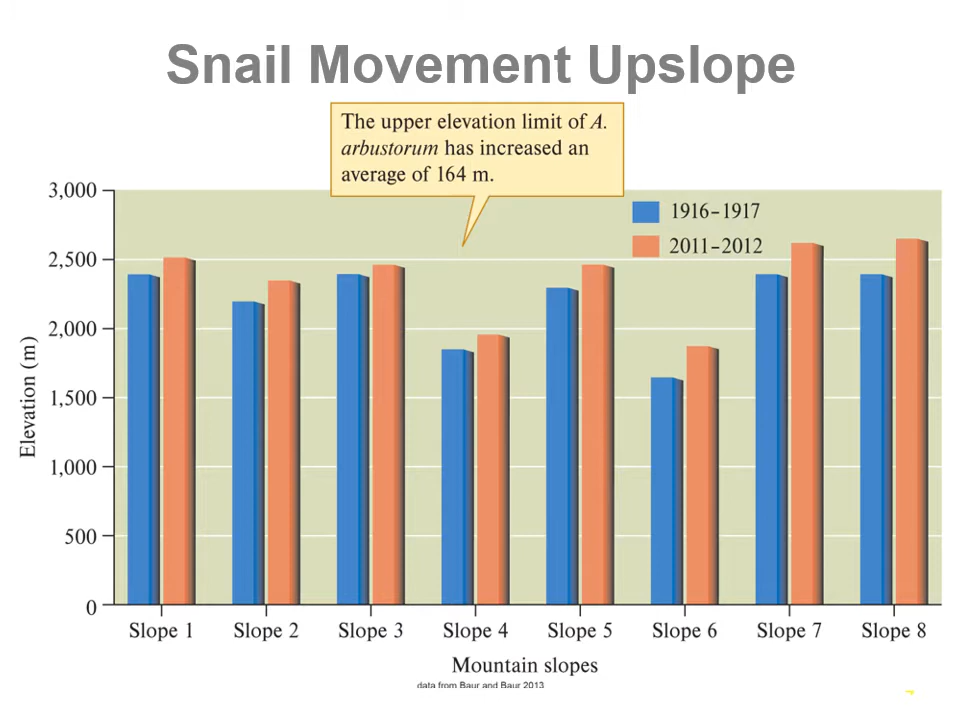 Snail Movement Upslope
The upper elevation limit of A.
arbustorum has increased an
average of 164 m.
3,000
1916–1917
2011–2012
2,500
2,000
1,500
1,000
500
0
Elevation (m)
Slope 1 Slope 2 Slope 3 Slope 4 Slope 5 Slope 6 Slope 7 Slope 8
Mountain slopes
data from Baur and Baur 2013